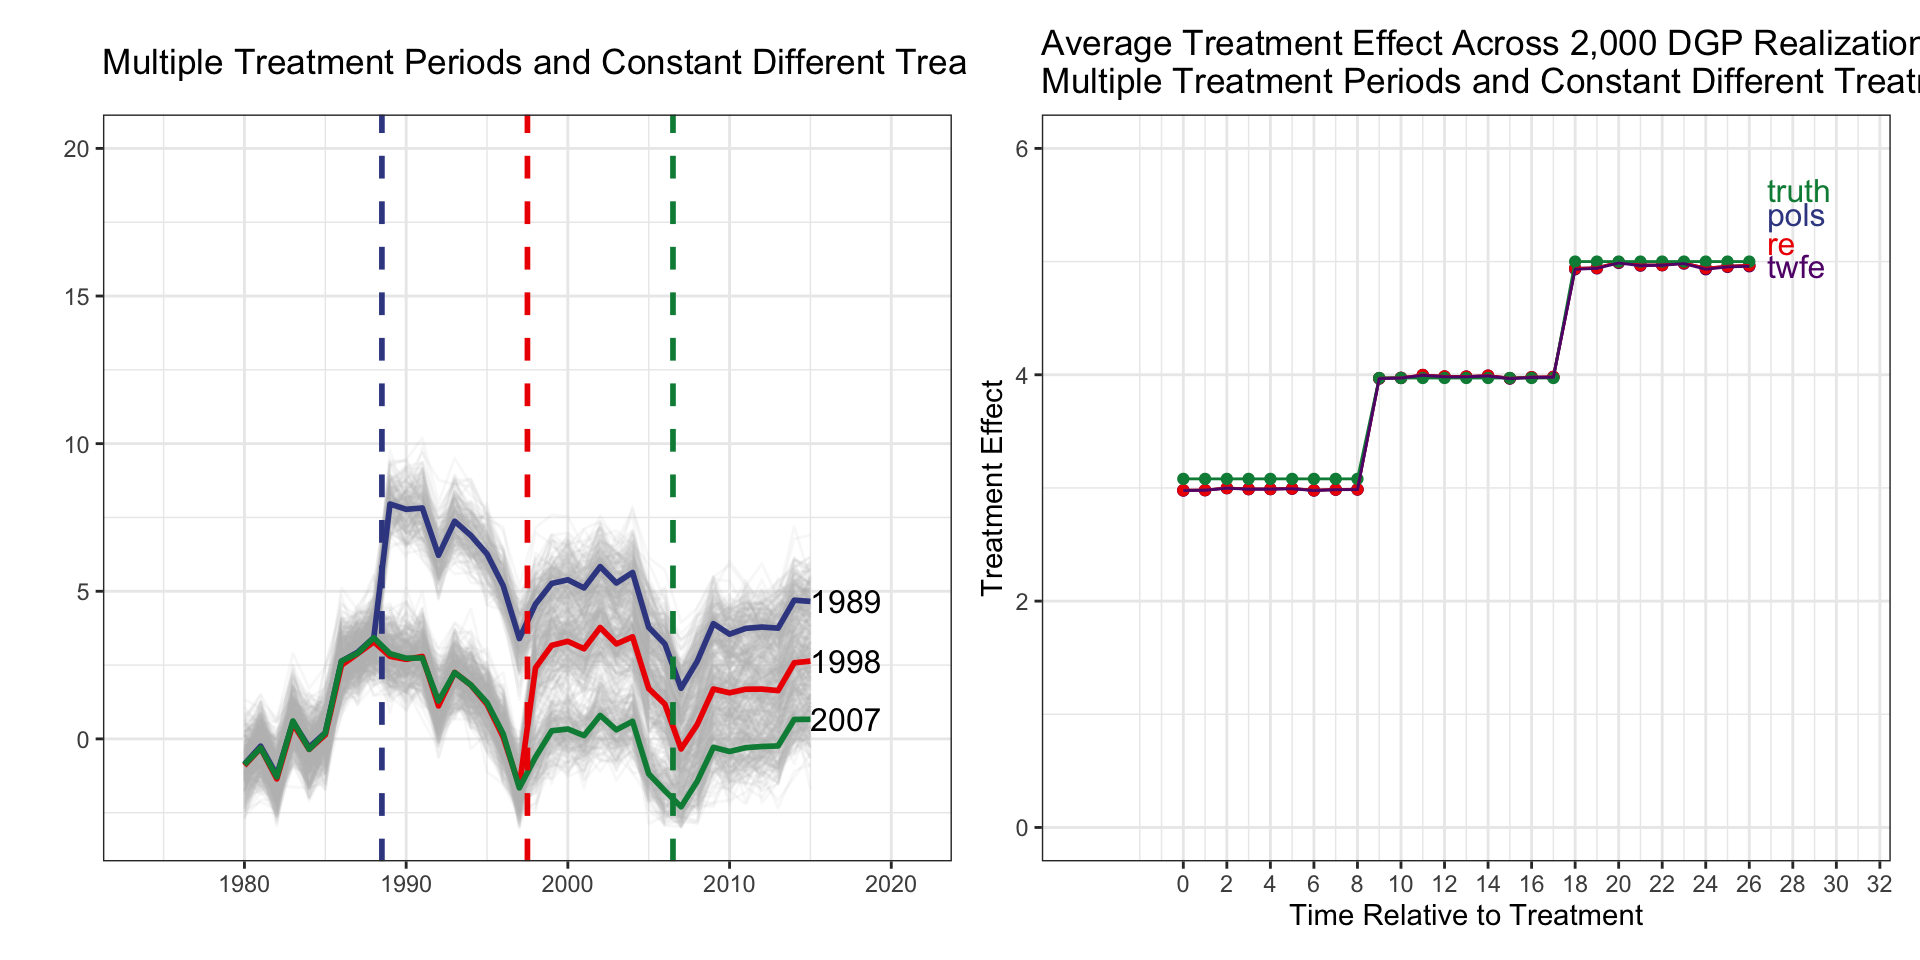 Multiple Treatment Periods and Constant Different Trea
20
15
10
5
0
1989
1998
2007
1980 1990 2000 2010 2020
Average Treatment Effect Across 2,000 DGP Realization
Multiple Treatment Periods and Constant Different Treat
Treatment Effect
6
4
2
0
truth
pols
re
twfe
0 2 4 6 8 10 12 14 16 18 20 22 24 26 28 30 32
Time Relative to Treatment